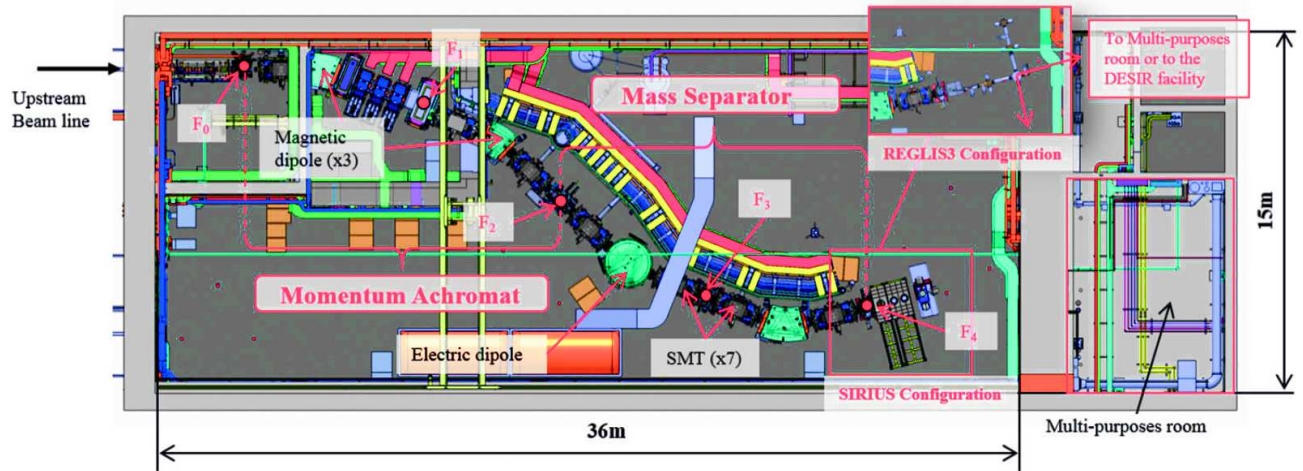 Upstream
Beam line
F0
F1
Magnetic
dipole (x3)
Mass Separator
To Multi-purposes
room or to the
DESIR facility
REGLIS3 Configuration
F2
F3
Momentum Achromat
Electric dipole
SMT (x7)
F4
SIRIUS Configuration
15m
Multi-purposes room
36m